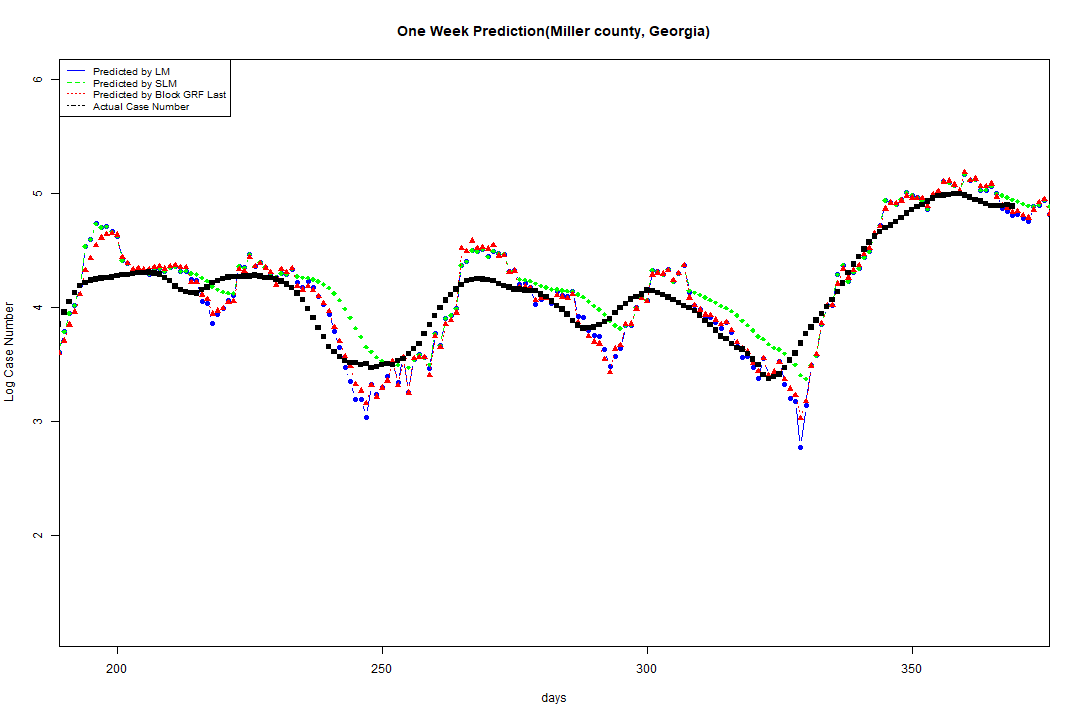 One Week Prediction(Miller county, Georgia)
Predicted by LM
Predicted by SLM
Predicted by Block GRF Last
Actual Case Number
6
5
4
3
2
Log Case Number
200 250 300 350
days